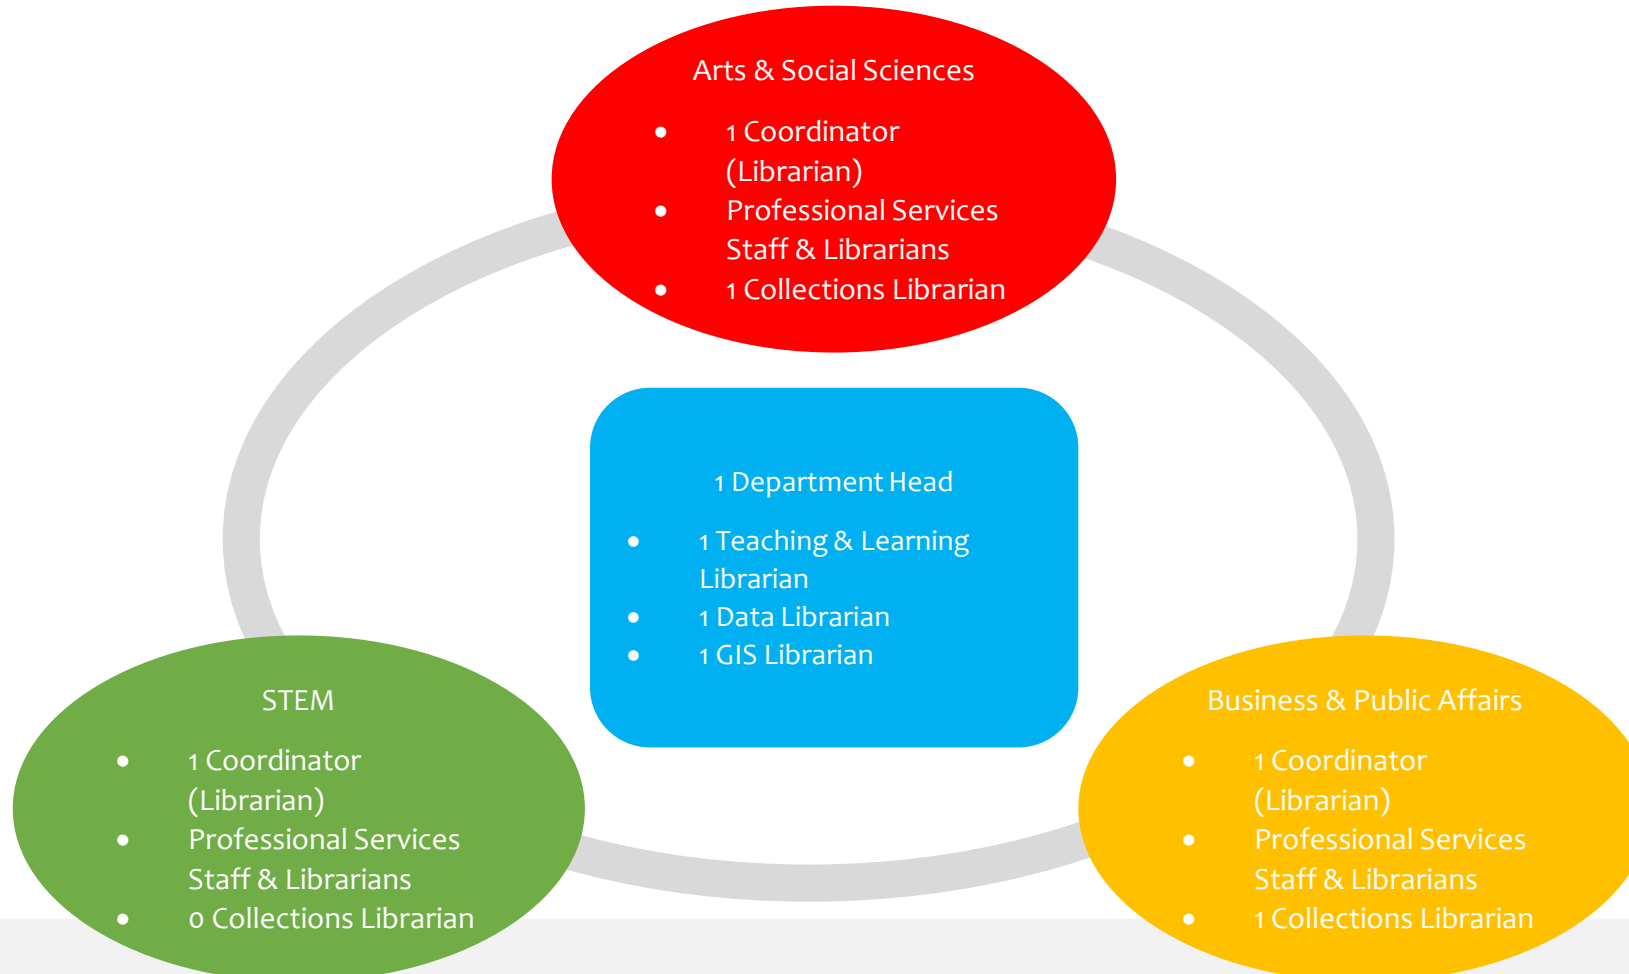 Arts & Social Sciences
• 1 Coordinator
(Librarian)
• Professional Services
Staff & Librarians
• 1 Collections Librarian
1 Department Head
• 1 Teaching & Learning
Librarian
• 1 Data Librarian
• 1 GIS Librarian
STEM
• 1 Coordinator
(Librarian)
• Professional Services
Staff & Librarians
• 0 Collections Librarian
Business & Public Affairs
• 1 Coordinator
(Librarian)
• Professional Services
Staff & Librarians
• 1 Collections Librarian